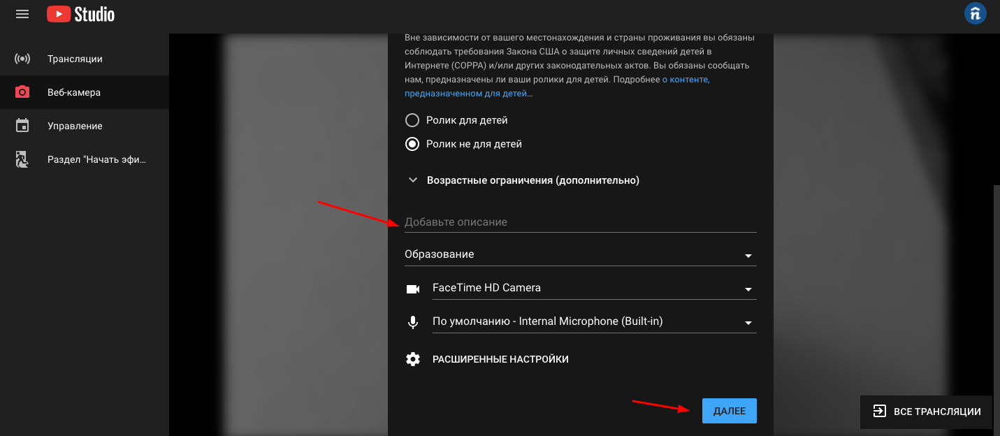 Studio
Трансляции
Веб-камера
Управление
Раздел "Начать эфи...
Вне зависимости от вашего местонахождения и страны проживания вы обязаны
соблюдать требования Закона США о защите личных сведений детей в
Интернете (COPPA) и/или других законодательных актов. Вы обязаны сообщать
нам, предназначены ли ваши ролики для детей. Подробнее о контенте,
предназначенном для детей...
Ролик для детей
Ролик не для детей
Возрастные ограничения (дополнительно)
Добавьте описание
Образование
FaceTime HD Camera
По умолчанию - Internal Microphone (Built-in)
РАСШИРЕННЫЕ НАСТРОЙКИ
ДАЛЕЕ
ВСЕ ТРАНСЛЯЦИИ